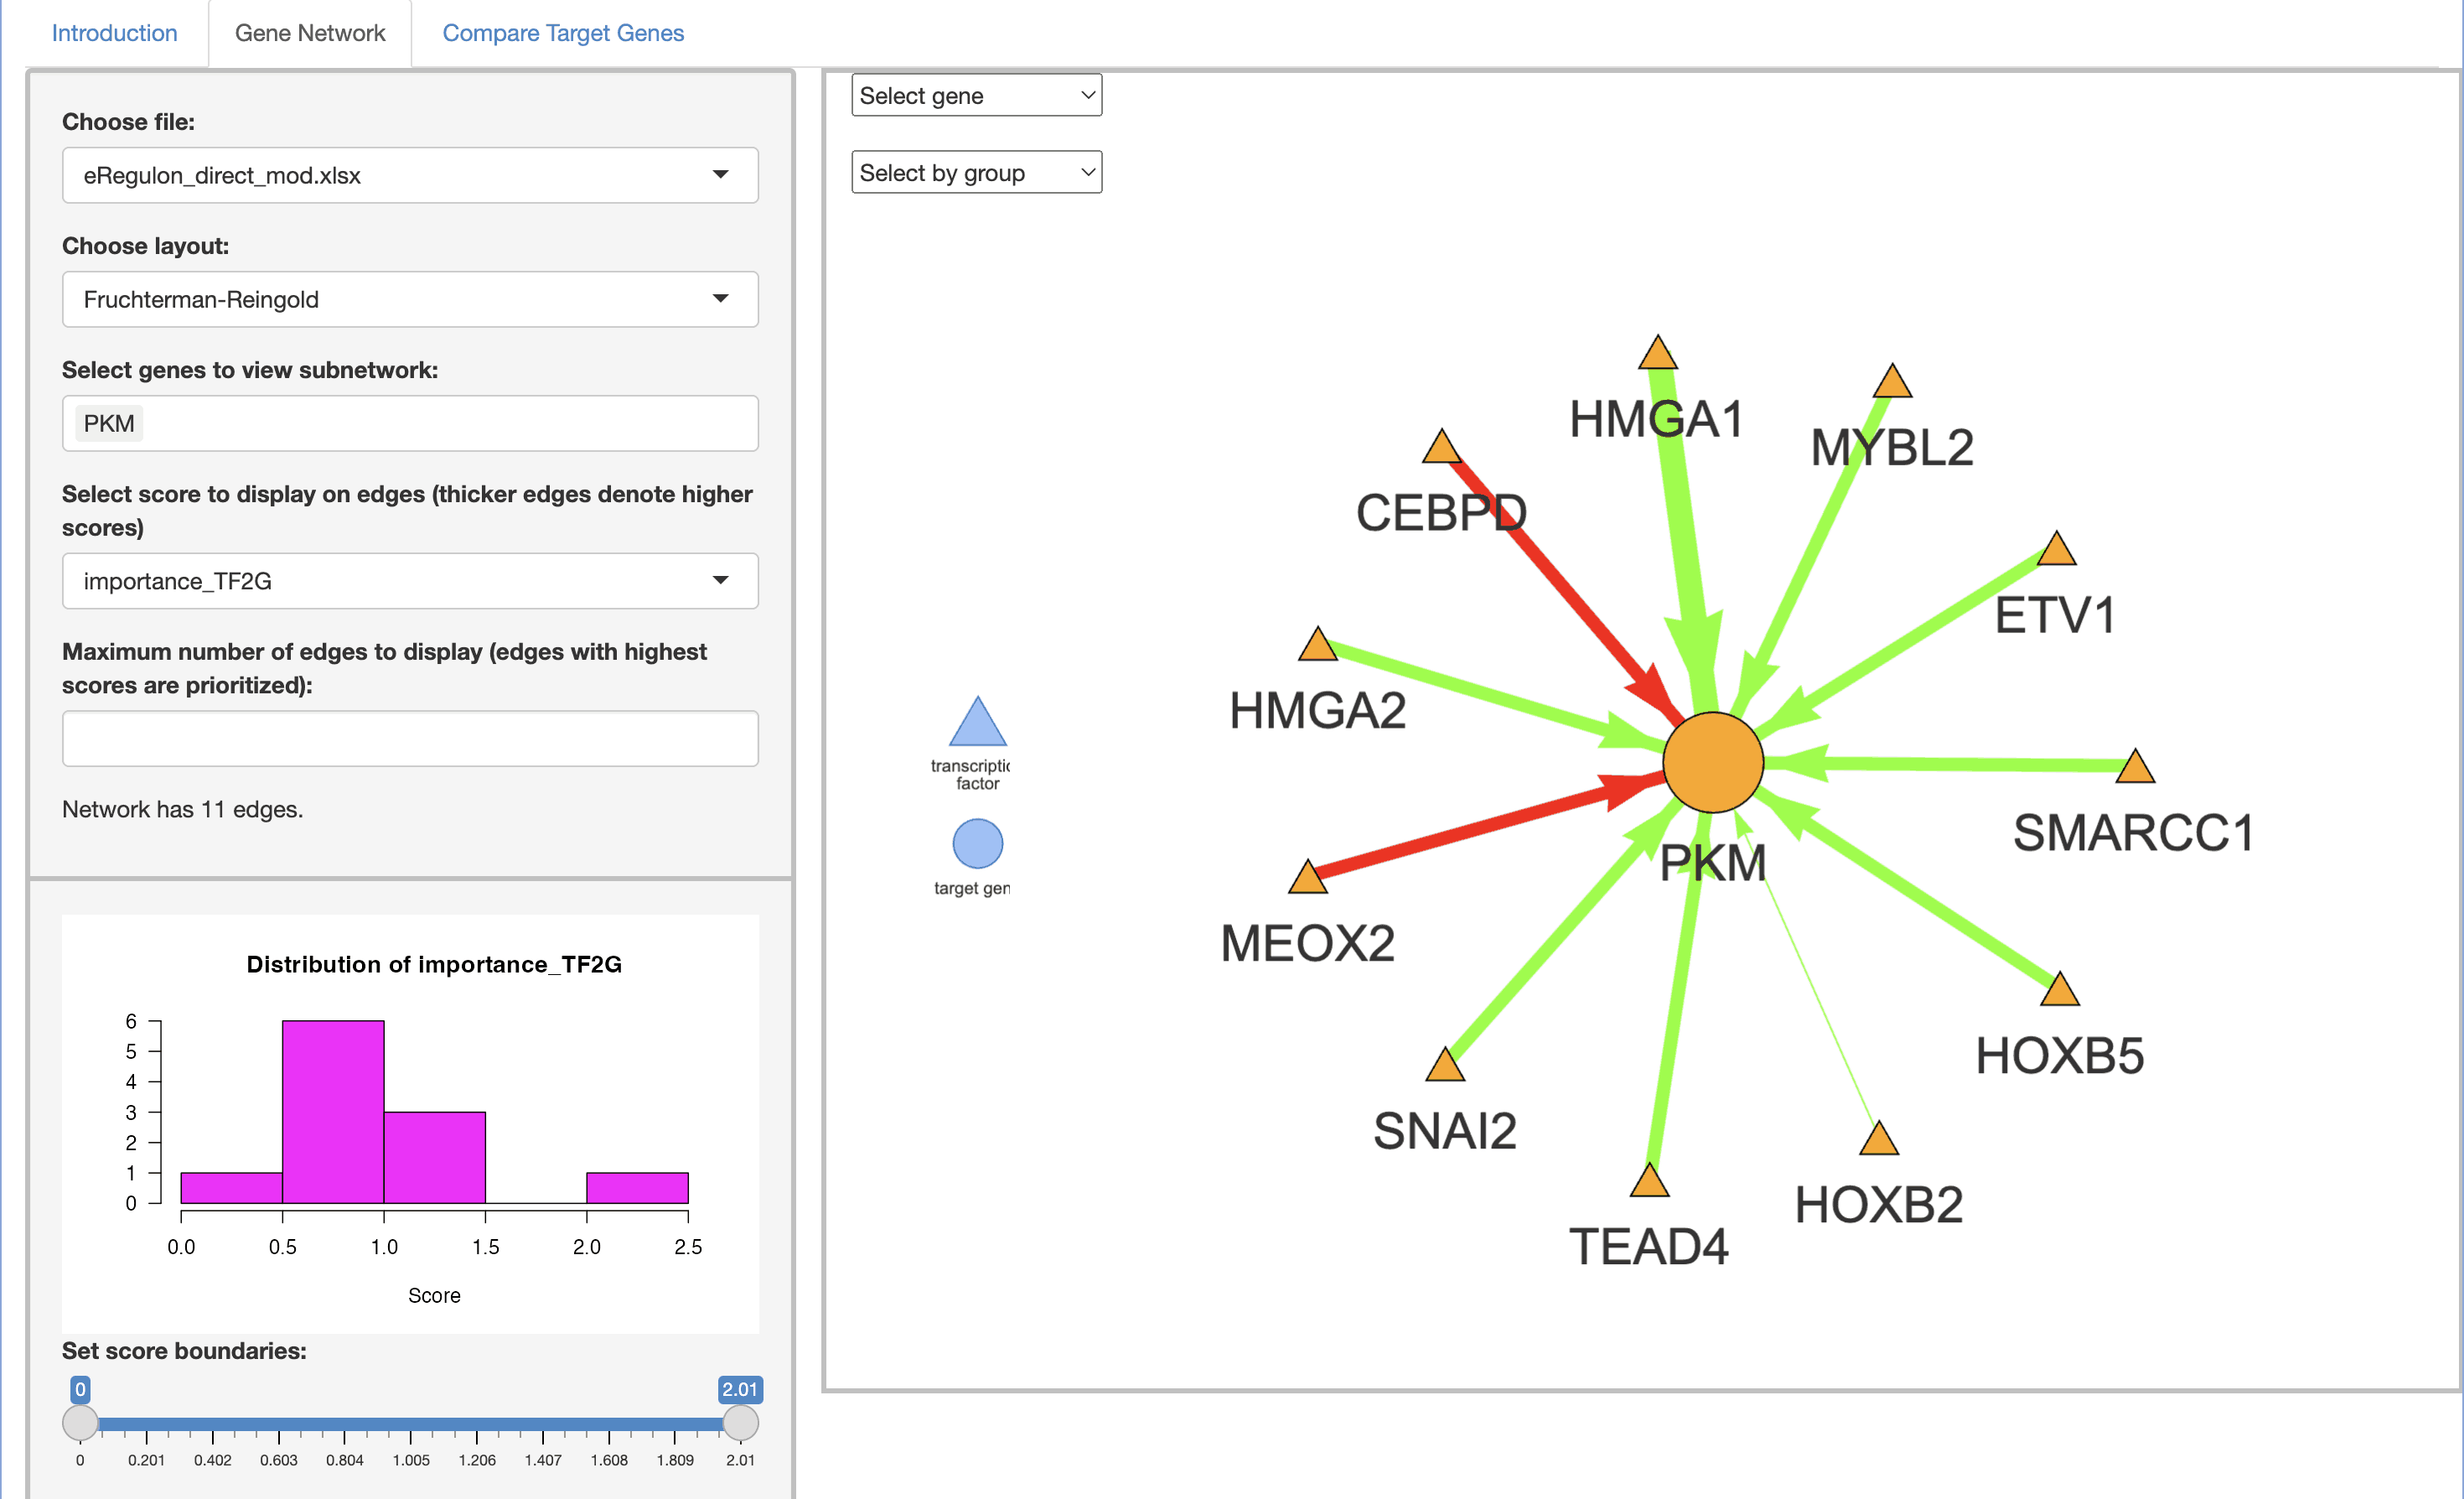 Introduction
Gene Network
Compare Target Genes
Choose file:
eRegulon_direct_mod.xlsx
Choose layout:
Fruchterman-Reingold
Select genes to view subnetwork:
PKM
Select score to display on edges (thicker edges denote higher
scores)
importance_TF2G
Maximum number of edges to display (edges with highest
scores are prioritized):
Network has 11 edges.
Distribution of importance_TF2G
6
5
4
3
2
1
0
0.0 0.5 1.0 1.5 2.0 2.5
Score
Set score boundaries:
0 2.01
0 0.201 0.402 0.603 0.804 1.005 1.206 1.407 1.608 1.809 2.01
Select gene
Select by group
transcriptic
factor
target gen
HMGA1
MYBL2
CEBPD
ETV1
HMGA2
SMARCC1
PKM
MEOX2
HOXB5
SNAI2
HOXB2
TEAD4